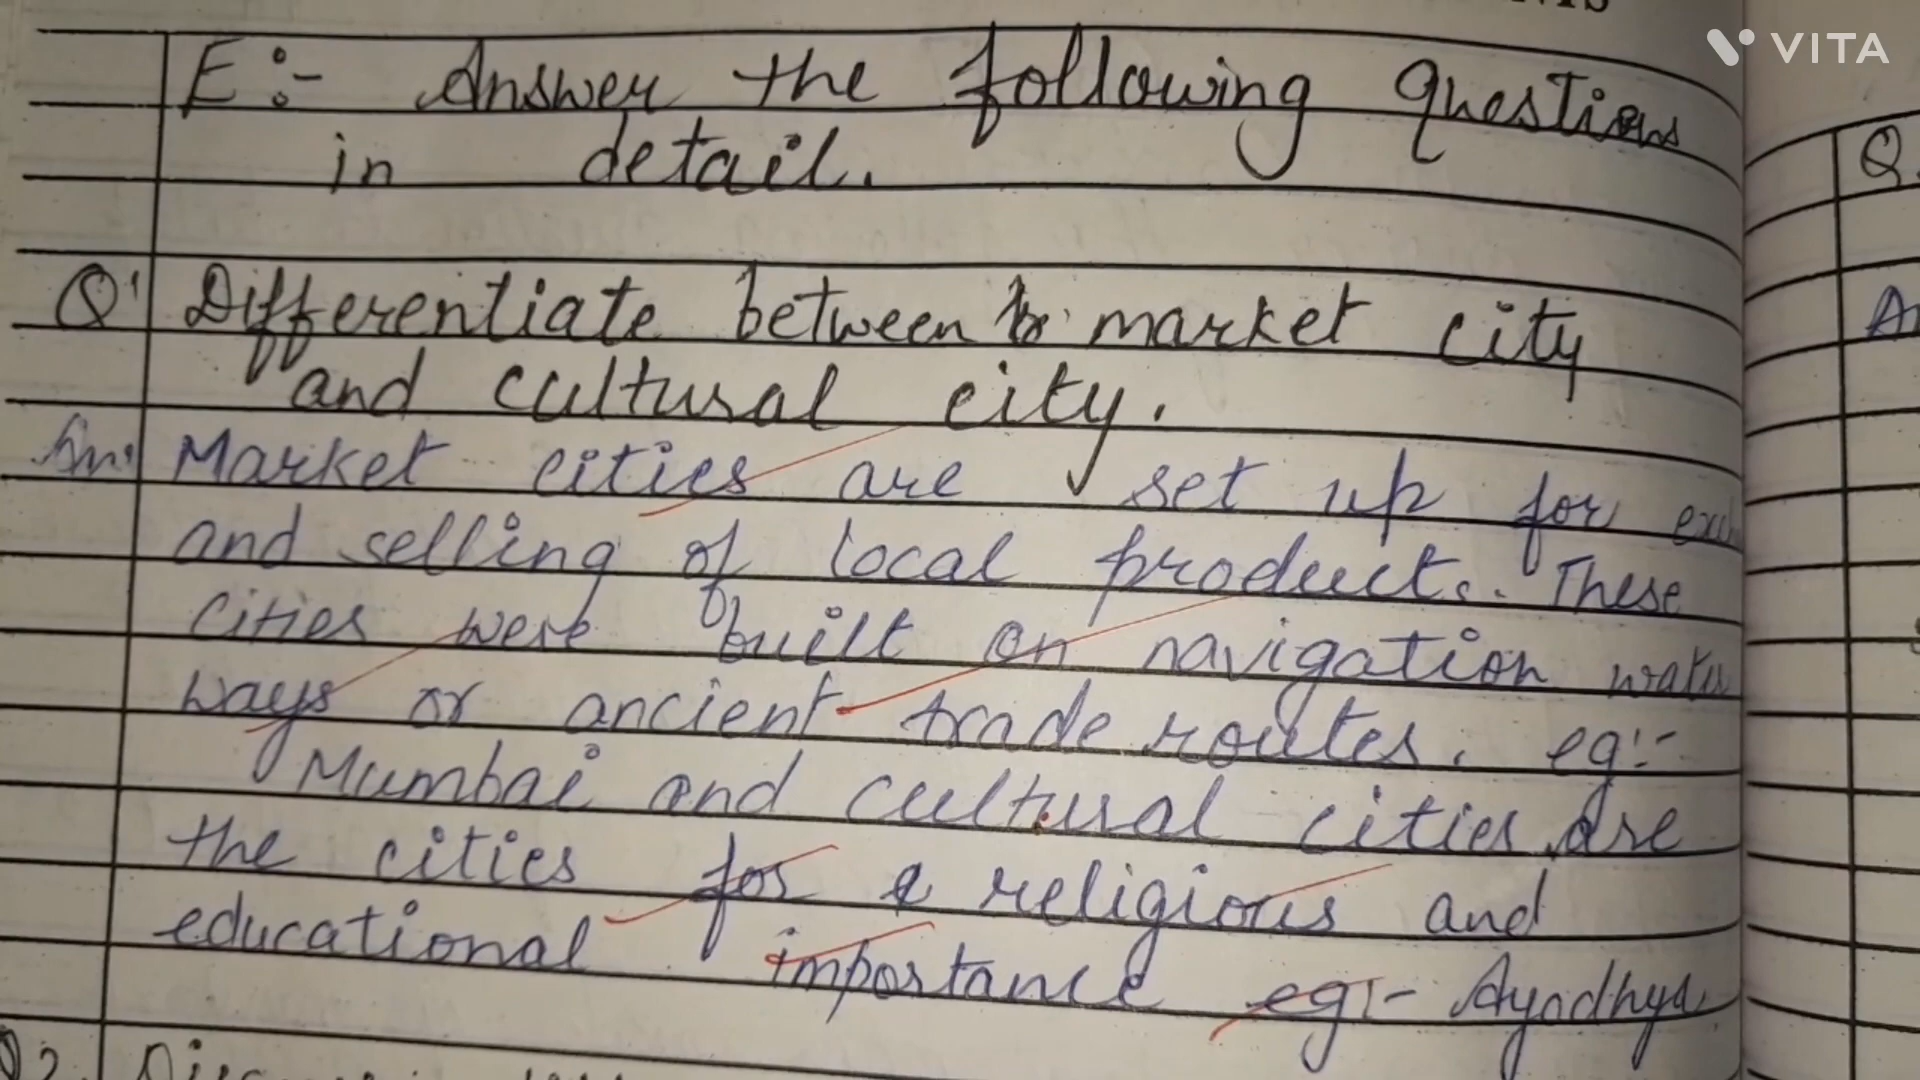 VITA
E:- Answer the following questions
in detail.
Q1 Differentiate between market city
and cultural city.
Ans Market cities are set up for
and selling of local product. These
cities were built on navigation
ways or ancient trade routes. eg:-
Mumbai and cultural cities are
the cities for religious and
educational importance eg:- Ayodhya
Q2.
Q.